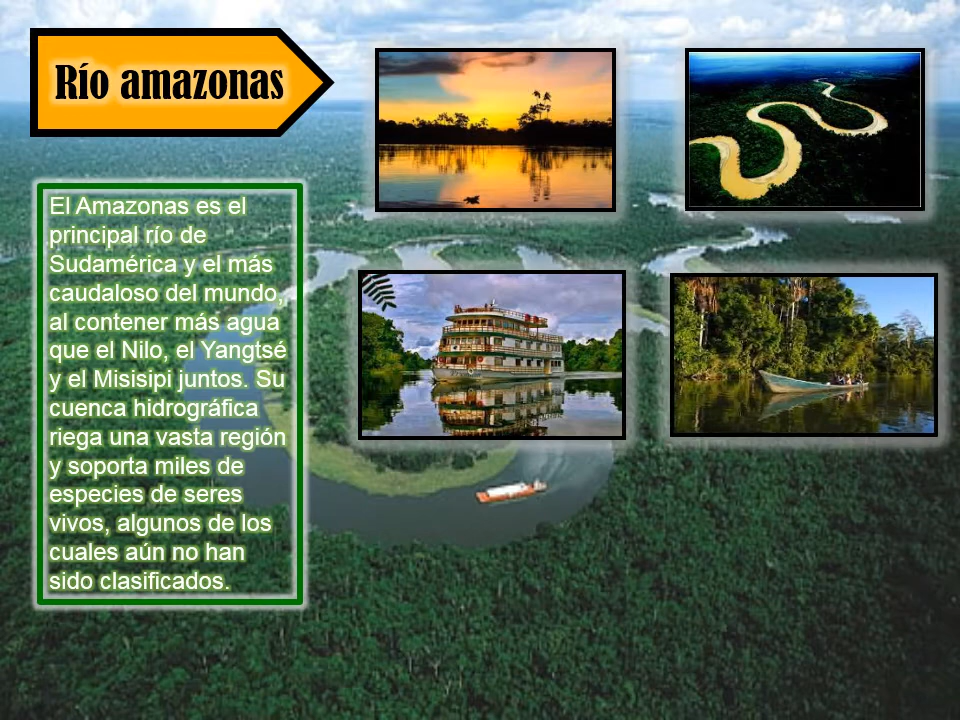 Río amazonas
El Amazonas es el
principal río de
Sudamérica y el más
caudaloso del mundo,
al contener más agua
que el Nilo, el Yangtsé
y el Misisipi juntos. Su
cuenca hidrográfica
riega una vasta región
y soporta miles de
especies de seres
vivos, algunos de los
cuales aún no han
sido clasificados.